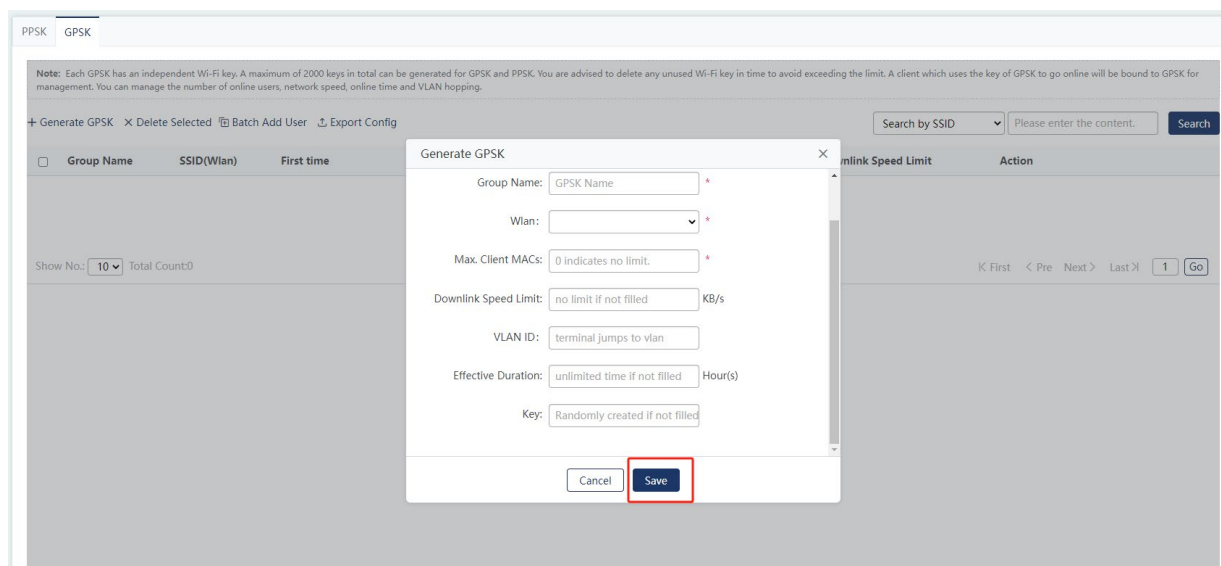 PPSK GPSK
Note: Each GPSK has an independent Wi-Fi key. A maximum of 2000 keys in total can be generated for GPSK and PPSK. You are advised to delete any unused Wi-Fi key in time to avoid exceeding the limit. A client which uses the key of GPSK to go online will be bound to GPSK for
management. You can manage the number of online users, network speed, online time and VLAN hopping.
+ Generate GPSK Delete Selected Batch Add User Export Config Search by SSID Please enter the content. Search
Group Name SSID(Wlan) First time nlink Speed Limit Action
Generate GPSK
Group Name: GPSK Name *
Wlan: *
Max. Client MACs: 0 indicates no limit. *
Downlink Speed Limit: no limit if not filled KB/s
VLAN ID: terminal jumps to vlan
Effective Duration: unlimited time if not filled Hour(s)
Key: Randomly created if not filled
Cancel Save
Show No.: 10 Total Count:0 First Pre Next Last 1 Go